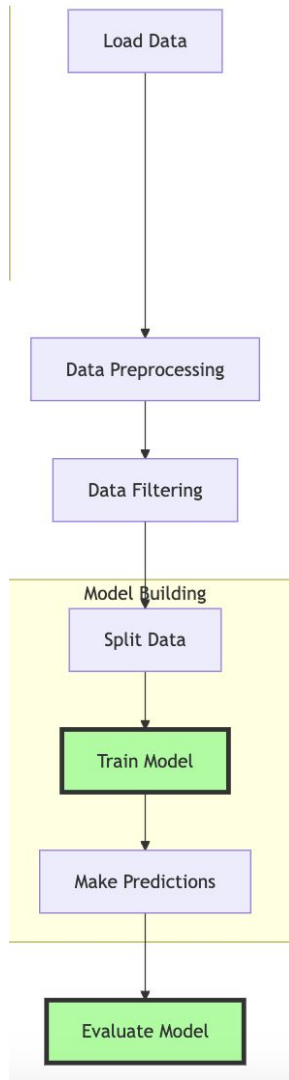 Load Data
Data Preprocessing
Data Filtering
Model Building
Split Data
Train Model
Make Predictions
Evaluate Model